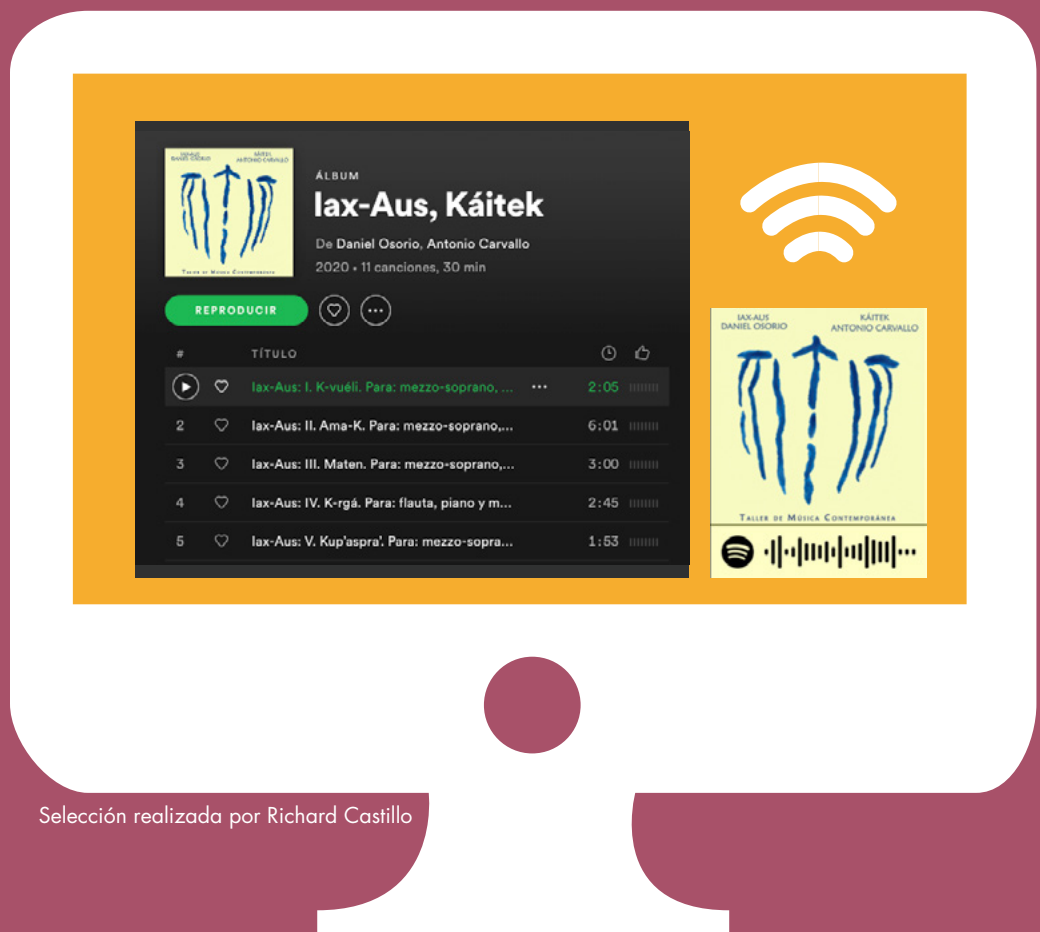 IAX-AUS
DANIEL OSORIO
KÁITEK
ANTONIO CARVALLO
TALLER DE MÚSICA CONTEMPORÁNEA
ÁLBUM
Iax-Aus, Káitek
De Daniel Osorio, Antonio Carvallo
2020 • 11 canciones, 30 min
REPRODUCIR
# TÍTULO
Iax-Aus: I. K-vuéli. Para: mezzo-soprano, ... 2:05
2 Iax-Aus: II. Ama-K. Para: mezzo-soprano,... 6:01
3 Iax-Aus: III. Maten. Para: mezzo-soprano,... 3:00
4 Iax-Aus: IV. K-rgá. Para: flauta, piano y m... 2:45
5 Iax-Aus: V. Kup'aspra'. Para: mezzo-sopra... 1:53
IAX-AUS
DANIEL OSORIO
KÁITEK
ANTONIO CARVALLO
TALLER DE MÚSICA CONTEMPORÁNEA
Selección realizada por Richard Castillo